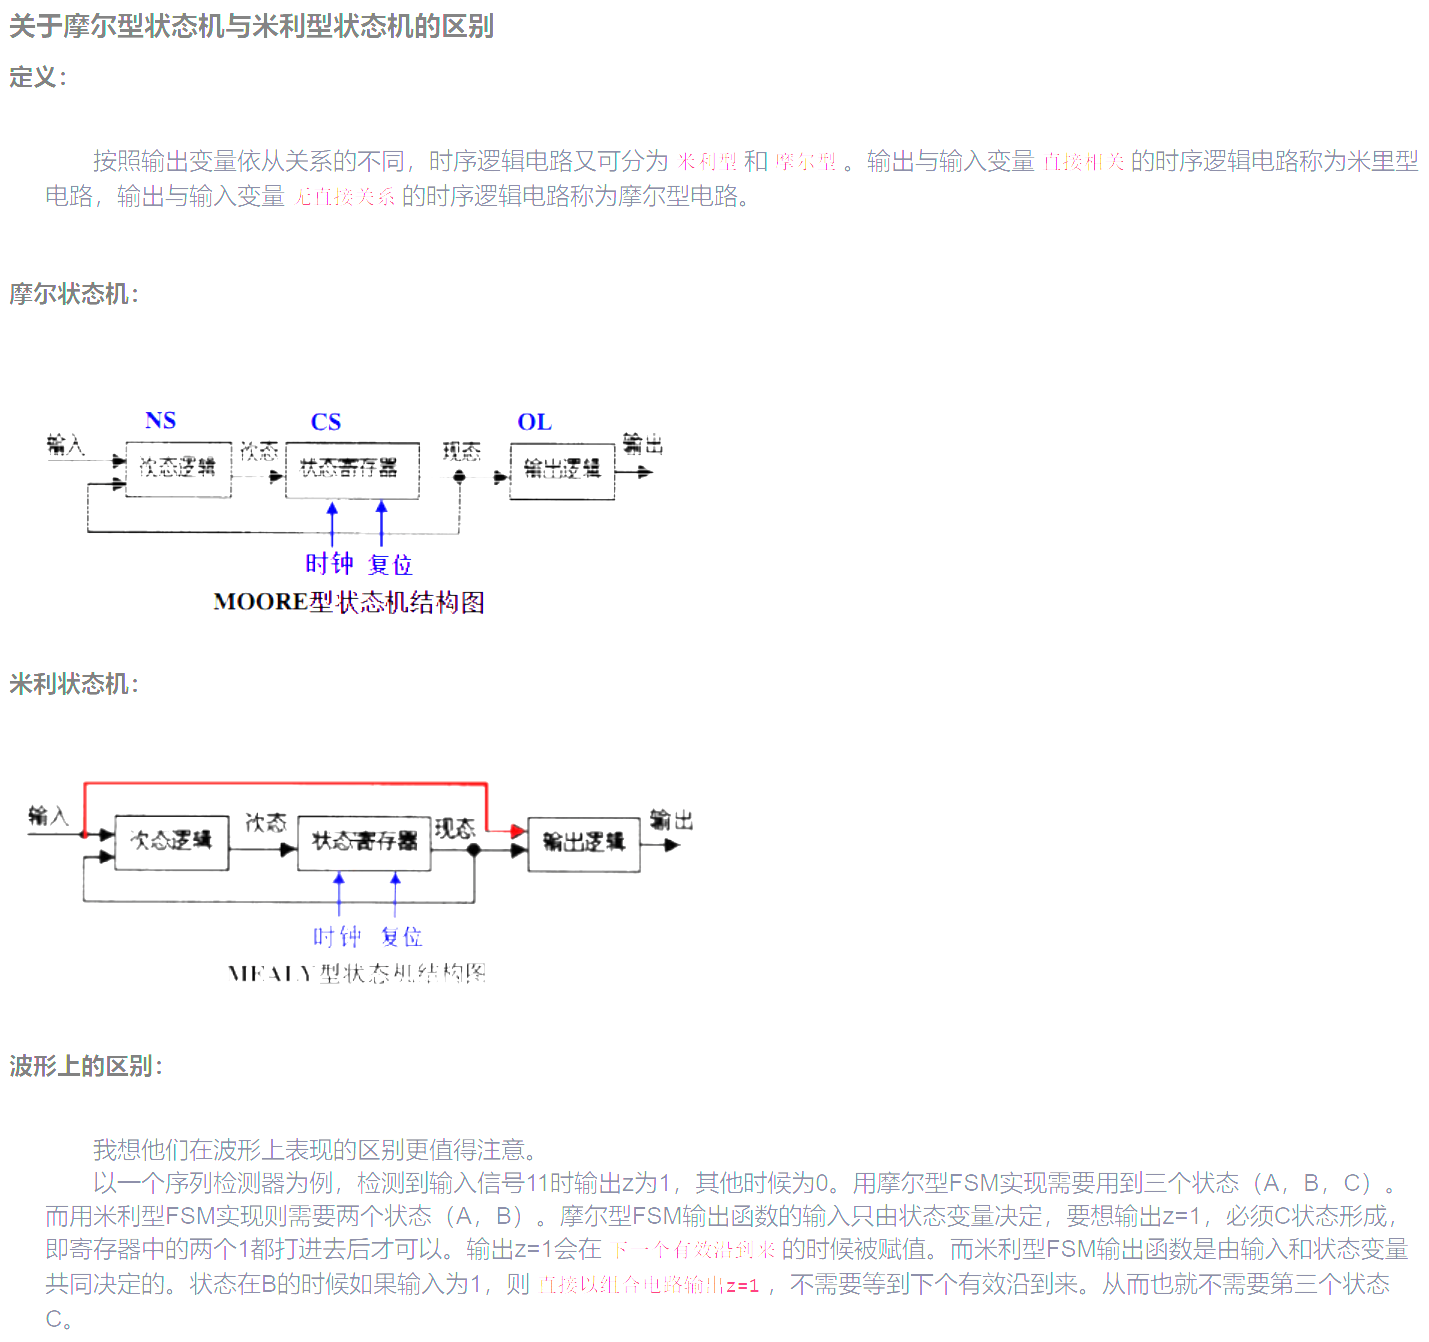 关于摩尔型状态机与米利型状态机的区别
定义：
按照输出变量依从关系的不同，时序逻辑电路又可分为 米利型 和 摩尔型 。输出与输入变量 直接相关 的时序逻辑电路称为米里型
电路，输出与输入变量 无直接关系 的时序逻辑电路称为摩尔型电路。
摩尔状态机：
NS CS OL
输入 次态 现态 输出
次态逻辑 状态寄存器 输出逻辑
时钟 复位
MOORE型状态机结构图
米利状态机：
输入 次态 现态 输出
次态逻辑 状态寄存器 输出逻辑
时钟 复位
MEALY型状态机结构图
波形上的区别：
我想他们在波形上表现的区别更值得注意。
以一个序列检测器为例，检测到输入信号11时输出z为1，其他时候为0。用摩尔型FSM实现需要用到三个状态（A，B，C）。
而用米利型FSM实现则需要两个状态（A，B）。摩尔型FSM输出函数的输入只由状态变量决定，要想输出z=1，必须C状态形成，
即寄存器中的两个1都打进去后才可以。输出z=1会在 下一个有效沿到来 的时候被赋值。而米利型FSM输出函数是由输入和状态变量
共同决定的。状态在B的时候如果输入为1，则 直接以组合电路输出z=1 ，不需要等到下个有效沿到来。从而也就不需要第三个状态
C。